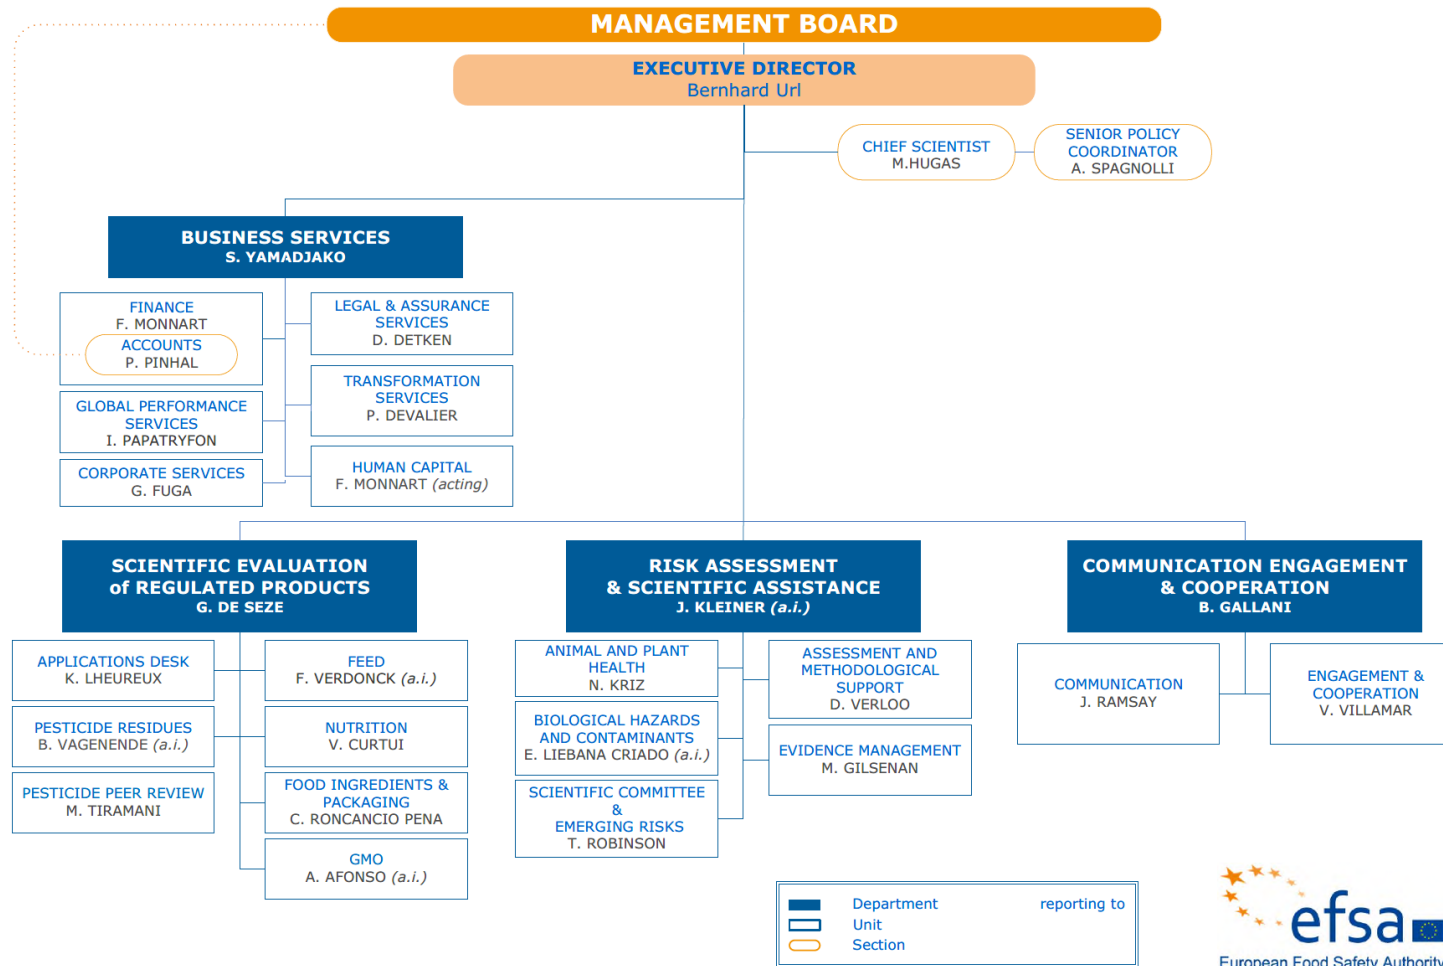 MANAGEMENT BOARD
EXECUTIVE DIRECTOR
Bernhard Url
CHIEF SCIENTIST
M.HUGAS
SENIOR POLICY
COORDINATOR
A. SPAGNOLLI
BUSINESS SERVICES
S. YAMADJAKO
FINANCE
F. MONNART
ACCOUNTS
P. PINHAL
LEGAL & ASSURANCE
SERVICES
D. DETKEN
GLOBAL PERFORMANCE
SERVICES
I. PAPATRYFON
TRANSFORMATION
SERVICES
P. DEVALIER
CORPORATE SERVICES
G. FUGA
HUMAN CAPITAL
F. MONNART (acting)
SCIENTIFIC EVALUATION
of REGULATED PRODUCTS
G. DE SEZE
APPLICATIONS DESK
K. LHEUREUX
FEED
F. VERDONCK (a.i.)
PESTICIDE RESIDUES
B. VAGENENDE (a.i.)
NUTRITION
V. CURTUI
PESTICIDE PEER REVIEW
M. TIRAMANI
FOOD INGREDIENTS &
PACKAGING
C. RONCANCIO PENA
GMO
A. AFONSO (a.i.)
RISK ASSESSMENT
& SCIENTIFIC ASSISTANCE
J. KLEINER (a.i.)
ANIMAL AND PLANT
HEALTH
N. KRIZ
ASSESSMENT AND
METHODOLOGICAL
SUPPORT
D. VERLOO
BIOLOGICAL HAZARDS
AND CONTAMINANTS
E. LIEBANA CRIADO (a.i.)
EVIDENCE MANAGEMENT
M. GILSENAN
SCIENTIFIC COMMITTEE
&
EMERGING RISKS
T. ROBINSON
COMMUNICATION ENGAGEMENT
& COOPERATION
B. GALLANI
COMMUNICATION
J. RAMSAY
ENGAGEMENT &
COOPERATION
V. VILLAMAR
Department reporting to
Unit
Section
efsa
European Food Safety Authority